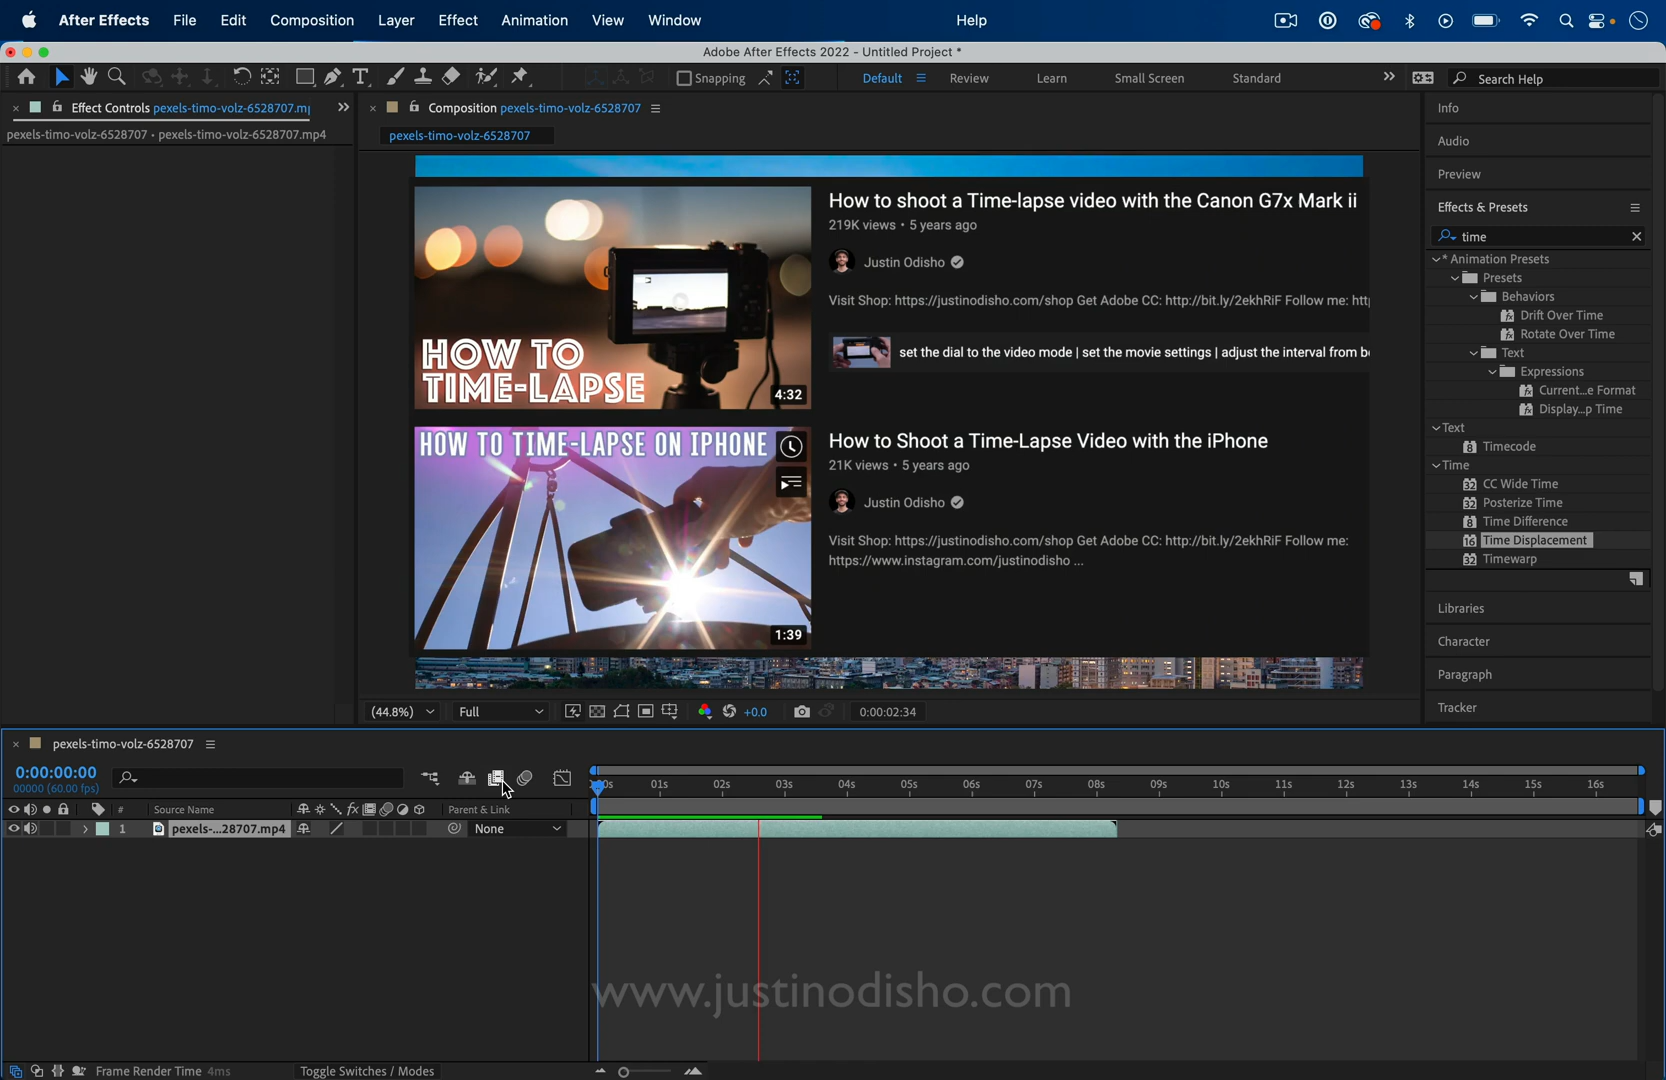 After Effects File Edit Composition Layer Effect Animation View Window Help
Adobe After Effects 2022 - Untitled Project *
Snapping Default Review Learn Small Screen Standard Search Help
Effect Controls pexels-timo-volz-6528707.mp
Composition pexels-timo-volz-6528707
pexels-timo-volz-6528707 • pexels-timo-volz-6528707.mp4
pexels-timo-volz-6528707
HOW TO
TIME-LAPSE
4:32
How to shoot a Time-lapse video with the Canon G7x Mark ii
219K views • 5 years ago
Justin Odisho
Visit Shop: https://justinodisho.com/shop Get Adobe CC: http://bit.ly/2ekhRiF Follow me: htt
set the dial to the video mode | set the movie settings | adjust the interval from
HOW TO TIME-LAPSE ON IPHONE
1:39
How to Shoot a Time-Lapse Video with the iPhone
21K views • 5 years ago
Justin Odisho
Visit Shop: https://justinodisho.com/shop Get Adobe CC: http://bit.ly/2ekhRiF Follow me:
https://www.instagram.com/justinodisho ...
(44.8%) Full +0.0 0:00:02:34
Info
Audio
Preview
Effects & Presets
time
* Animation Presets
Presets
Behaviors
Drift Over Time
Rotate Over Time
Text
Expressions
Current...e Format
Display...p Time
Text
Timecode
Time
CC Wide Time
Posterize Time
Time Difference
Time Displacement
Timewarp
Libraries
Character
Paragraph
Tracker
pexels-timo-volz-6528707
0:00:00:00
00000 (60.00 fps)
00s 01s 02s 03s 04s 05s 06s 07s 08s 09s 10s 11s 12s 13s 14s 15s 16s
# Source Name Parent & Link
1 pexels-...28707.mp4 None
www.justinodisho.com
Frame Render Time 4ms Toggle Switches / Modes